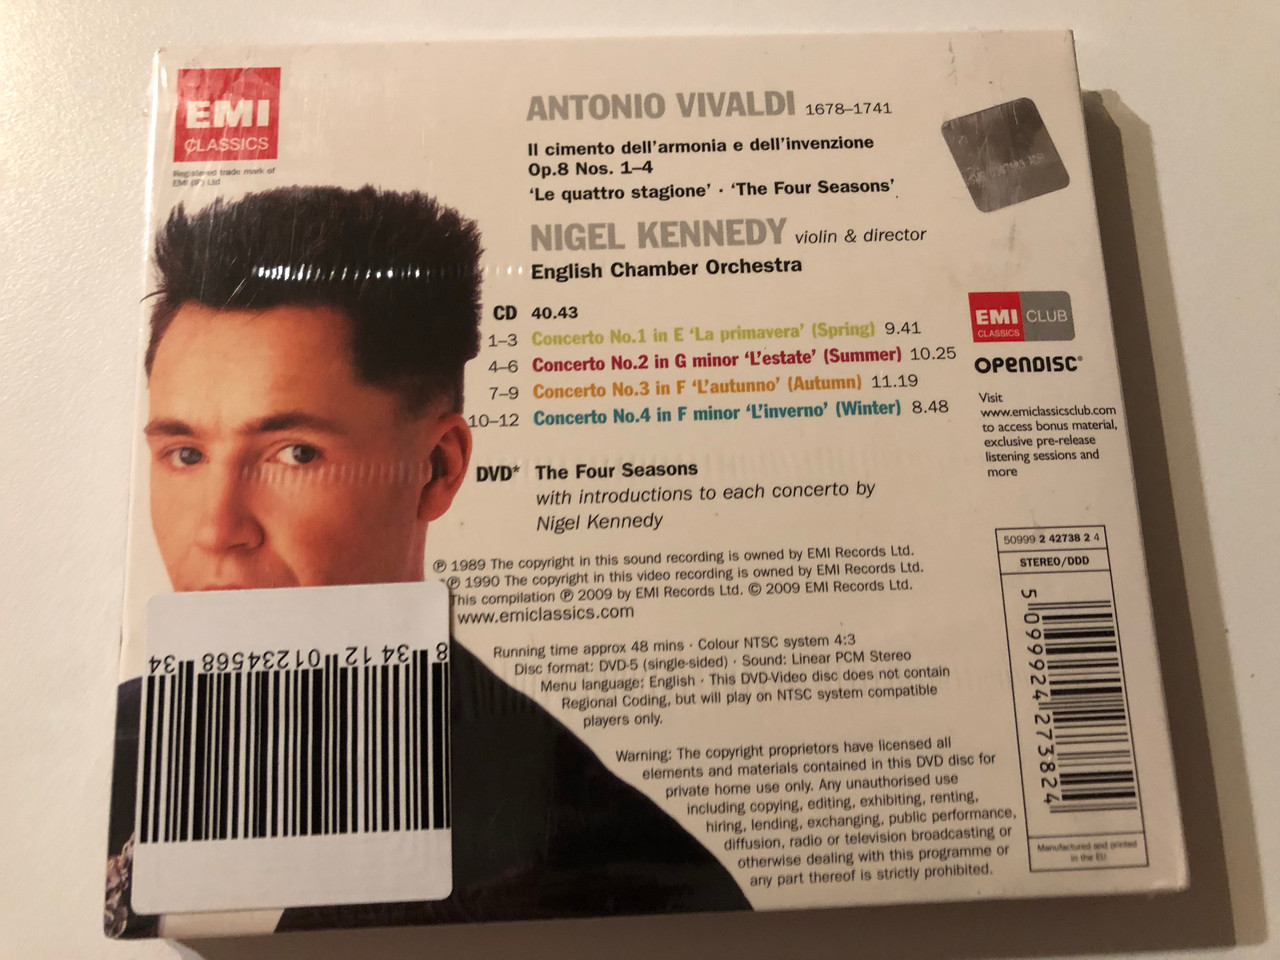 EMI
CLASSICS
Registered trade mark of
EMI (IP) Ltd
ANTONIO VIVALDI 1678–1741
Il cimento dell'armonia e dell'invenzione
Op.8 Nos. 1–4
'Le quattro stagione' · 'The Four Seasons'
NIGEL KENNEDY violin & director
English Chamber Orchestra
CD 40.43
1–3 Concerto No.1 in E 'La primavera' (Spring) 9.41
4–6 Concerto No.2 in G minor 'L'estate' (Summer) 10.25
7–9 Concerto No.3 in F 'L'autunno' (Autumn) 11.19
10–12 Concerto No.4 in F minor 'L'inverno' (Winter) 8.48
DVD* The Four Seasons
with introductions to each concerto by
Nigel Kennedy
℗ 1989 The copyright in this sound recording is owned by EMI Records Ltd.
*℗ 1990 The copyright in this video recording is owned by EMI Records Ltd.
This compilation ℗ 2009 by EMI Records Ltd. © 2009 EMI Records Ltd.
www.emiclassics.com
Running time approx 48 mins · Colour NTSC system 4:3
Disc format: DVD-5 (single-sided) · Sound: Linear PCM Stereo
Menu language: English · This DVD-Video disc does not contain
Regional Coding, but will play on NTSC system compatible
players only.
Warning: The copyright proprietors have licensed all
elements and materials contained in this DVD disc for
private home use only. Any unauthorised use
including copying, editing, exhibiting, renting,
hiring, lending, exchanging, public performance,
diffusion, radio or television broadcasting or
otherwise dealing with this programme or
any part thereof is strictly prohibited.
EMI
CLASSICS
CLUB
OPENDISC®
Visit
www.emiclassicsclub.com
to access bonus material,
exclusive pre-release
listening sessions and
more
50999 2 42738 2 4
STEREO/DDD
5 099924 273824
Manufactured and printed
in the EU
8 34 12 01234568 34